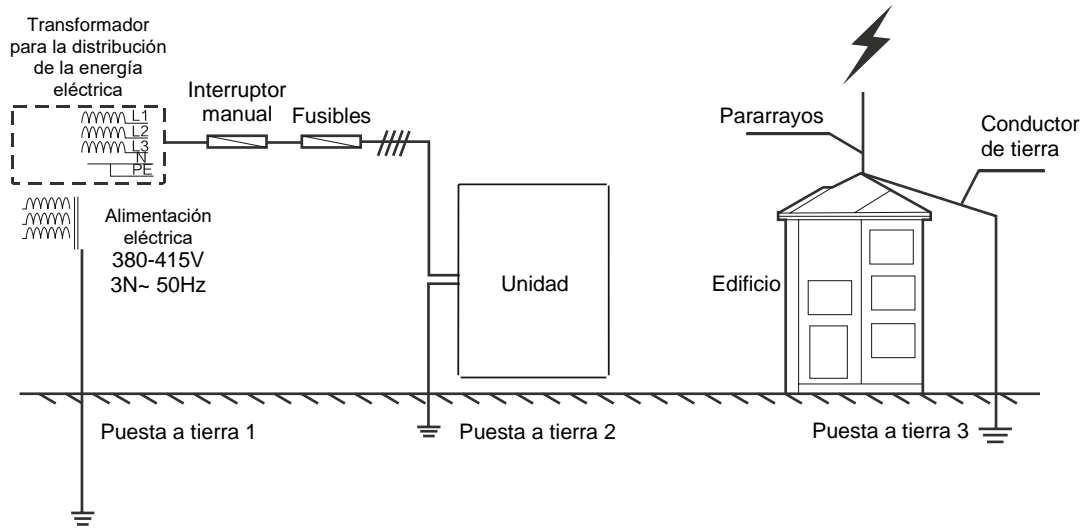 Transformador
para la distribución
de la energía
eléctrica
L1
L2
L3
N
PE
Interruptor
manual
Fusibles
Alimentación
eléctrica
380-415V
3N~ 50Hz
Unidad
Pararrayos
Conductor
de tierra
Edificio
Puesta a tierra 1
Puesta a tierra 2
Puesta a tierra 3